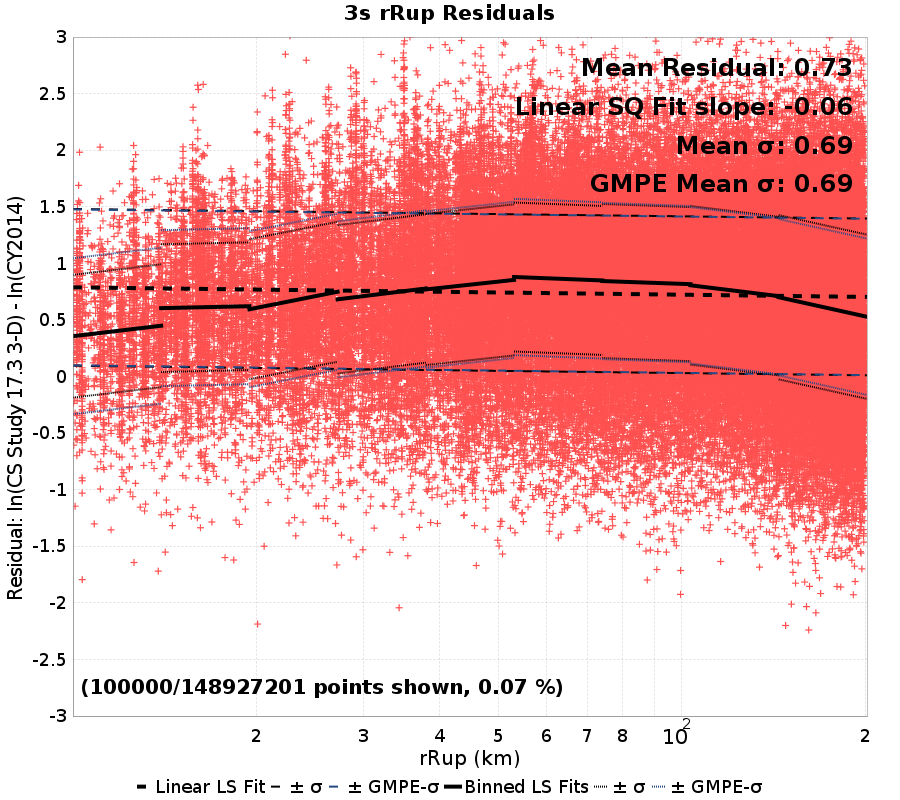 3s rRup Residuals
Mean Residual: 0.73
Linear SQ Fit slope: -0.06
Mean σ: 0.69
GMPE Mean σ: 0.69
3
2.5
2
1.5
1
0.5
0
-0.5
-1
-1.5
-2
-2.5
-3
Residual: ln(CS Study 17.3 3-D) - ln(CY2014)
(100000/148927201 points shown, 0.07 %)
2 3 4 5 6 7 8 10² 2
rRup (km)
Linear LS Fit ± σ ± GMPE-σ Binned LS Fits ± σ ± GMPE-σ